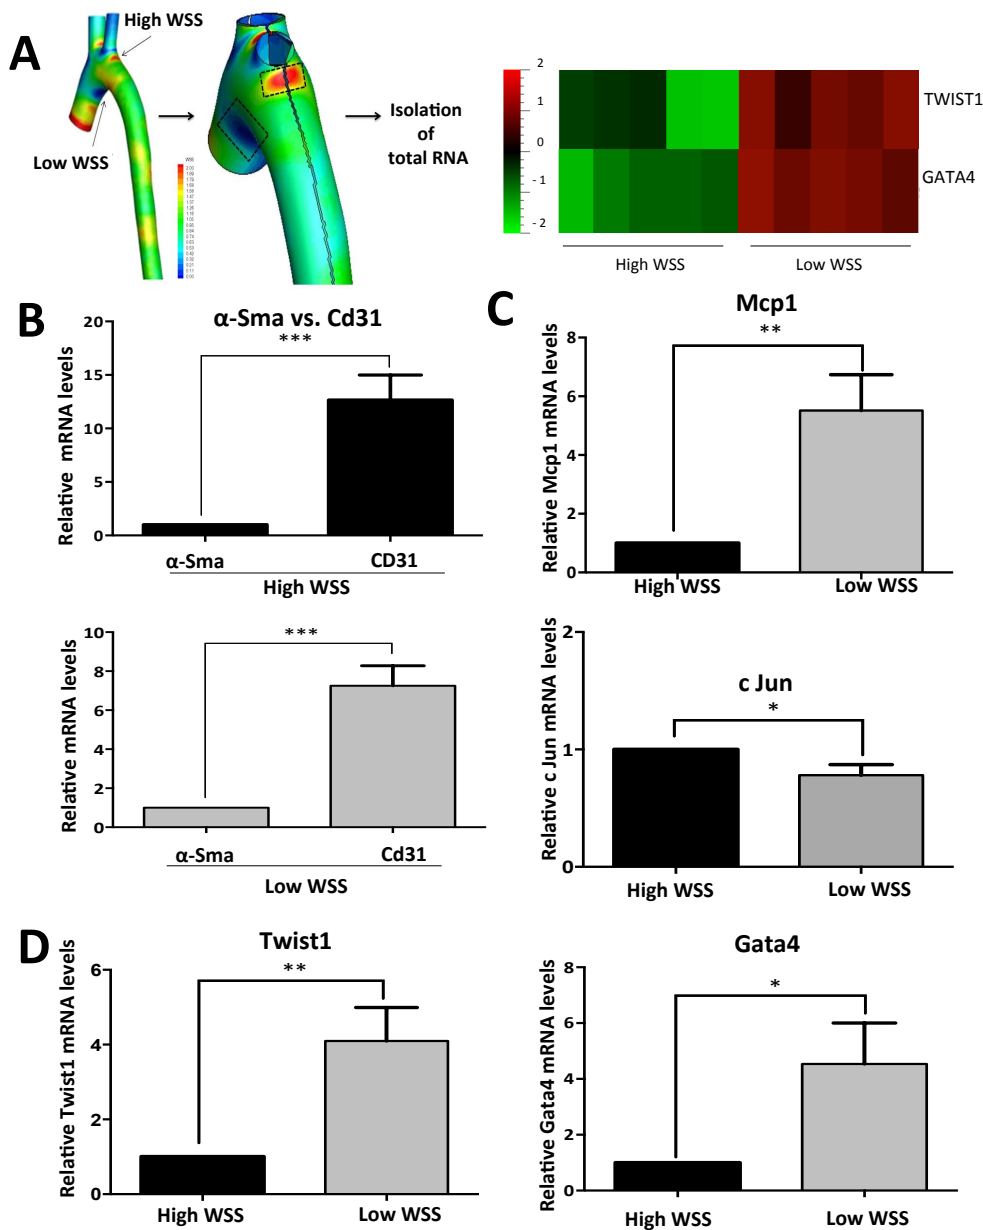 A
High WSS
Low WSS
WSS
2.00
Isolation
of
total RNA
2
1
0
-1
-2
TWIST1
GATA4
High WSS
Low WSS
B
α-Sma vs. Cd31
***
Relative mRNA levels
20
15
10
5
0
α-Sma
CD31
High WSS
***
Relative mRNA levels
10
8
6
4
2
0
α-Sma
Cd31
Low WSS
C
Mcp1
**
Relative Mcp1 mRNA levels
8
6
4
2
0
High WSS
Low WSS
c Jun
*
Relative c Jun mRNA levels
2
1
0
High WSS
Low WSS
D
Twist1
**
Relative Twist1 mRNA levels
6
4
2
0
High WSS
Low WSS
Gata4
*
Relative Gata4 mRNA levels
8
6
4
2
0
High WSS
Low WSS